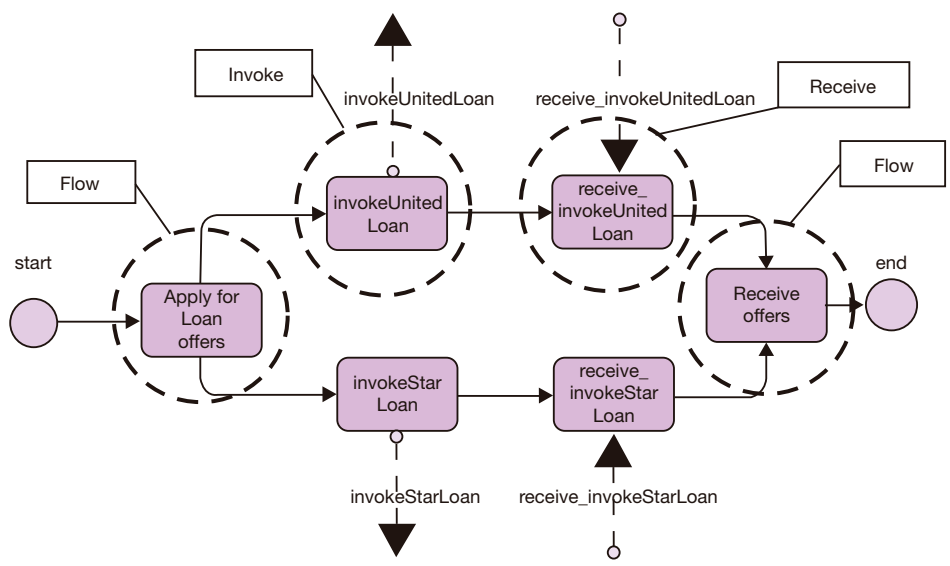 Invoke
invokeUnitedLoan
receive_invokeUnitedLoan
Receive
Flow
Flow
invokeUnited
Loan
receive_
invokeUnited
Loan
start
Apply for
Loan
offers
Receive
offers
end
invokeStar
Loan
receive_
invokeStar
Loan
invokeStarLoan
receive_invokeStarLoan